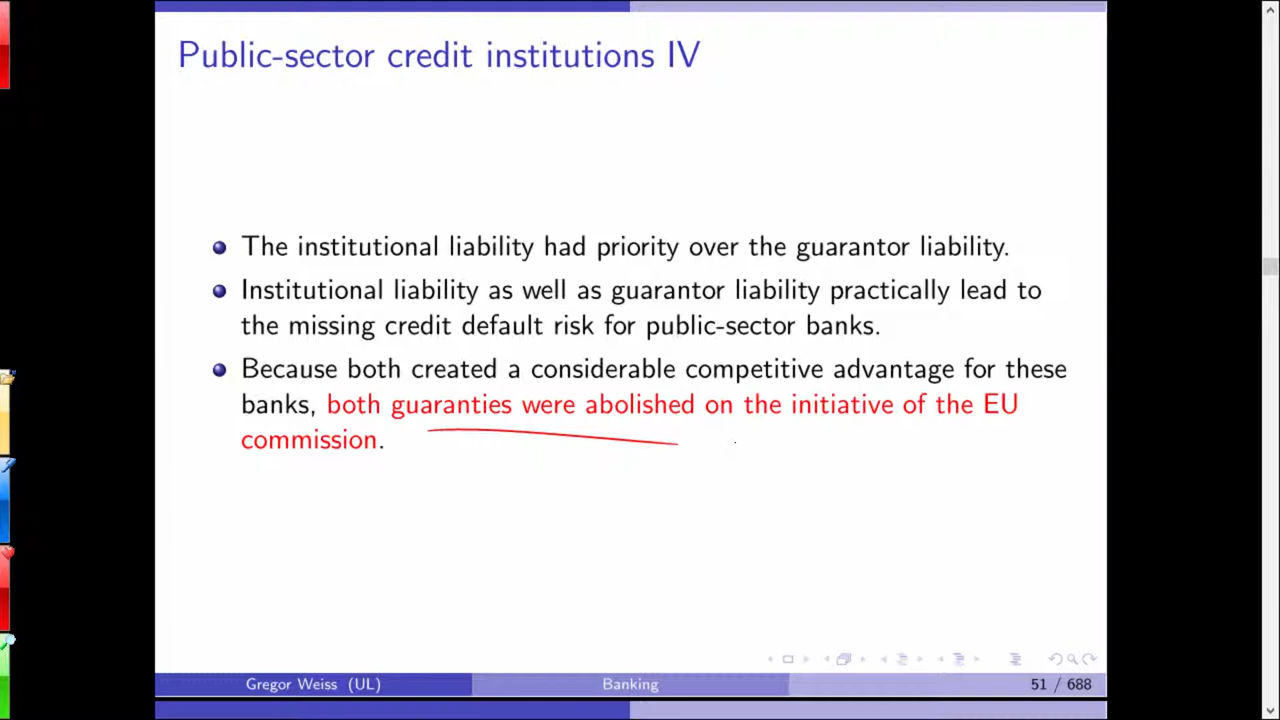 Public-sector credit institutions IV
The institutional liability had priority over the guarantor liability.
Institutional liability as well as guarantor liability practically lead to
the missing credit default risk for public-sector banks.
Because both created a considerable competitive advantage for these
banks, both guaranties were abolished on the initiative of the EU
commission.
Gregor Weiss (UL) Banking 51 / 688